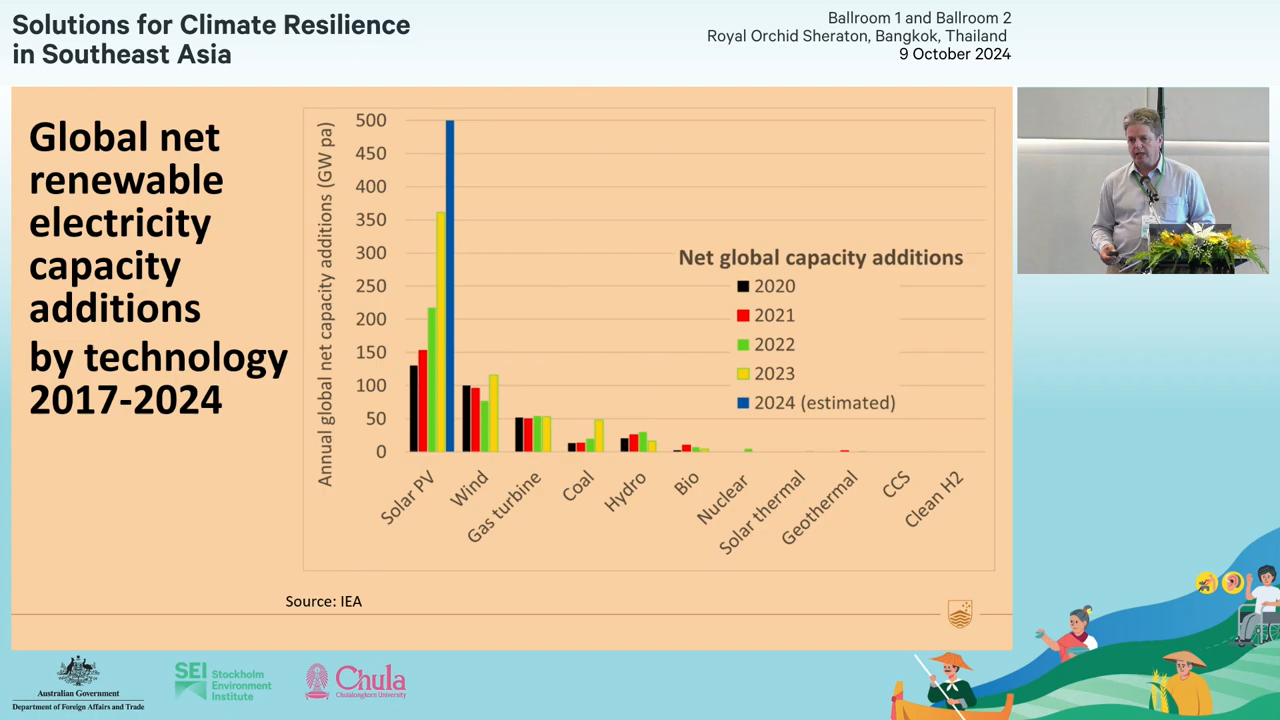 Solutions for Climate Resilience
in Southeast Asia
Ballroom 1 and Ballroom 2
Royal Orchid Sheraton, Bangkok, Thailand
9 October 2024
Global net
renewable
electricity
capacity
additions
by technology
2017-2024
Annual global net capacity additions (GW pa)
500
450
400
350
300
250
200
150
100
50
0
Net global capacity additions
2020
2021
2022
2023
2024 (estimated)
Solar PV
Wind
Gas turbine
Coal
Hydro
Bio
Nuclear
Solar thermal
Geothermal
CCS
Clean H2
Source: IEA
Australian Government
Department of Foreign Affairs and Trade
SEI Stockholm
Environment
Institute
Chula
Chulalongkorn University